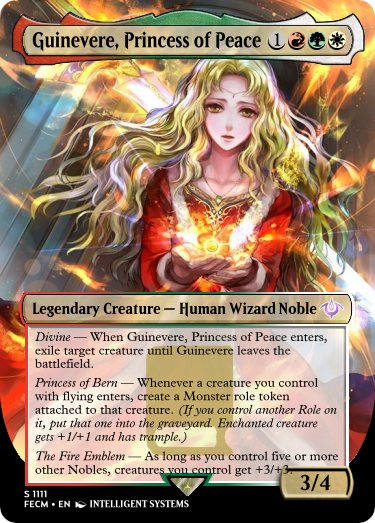 Guinevere, Princess of Peace 1
Legendary Creature — Human Wizard Noble
Divine — When Guinevere, Princess of Peace enters,
exile target creature until Guinevere leaves the
battlefield.
Princess of Bern — Whenever a creature you control
with flying enters, create a Monster role token
attached to that creature. (If you control another Role on
it, put that one into the graveyard. Enchanted creature
gets +1/+1 and has trample.)
The Fire Emblem — As long as you control five or more
other Nobles, creatures you control get +3/+3.
3/4
S 1111
FECM • EN INTELLIGENT SYSTEMS